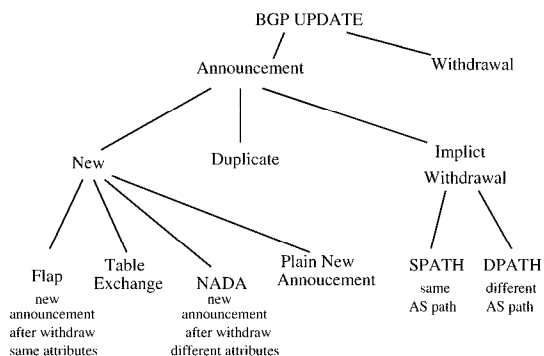 BGP UPDATE
Announcement
Withdrawal
New
Duplicate
Implict
Withdrawal
Flap
new
announcement
after withdraw
same attributes
Table
Exchange
NADA
new
announcement
after withdraw
different attributes
Plain New
Annoucement
SPATH
same
AS path
DPATH
different
AS path